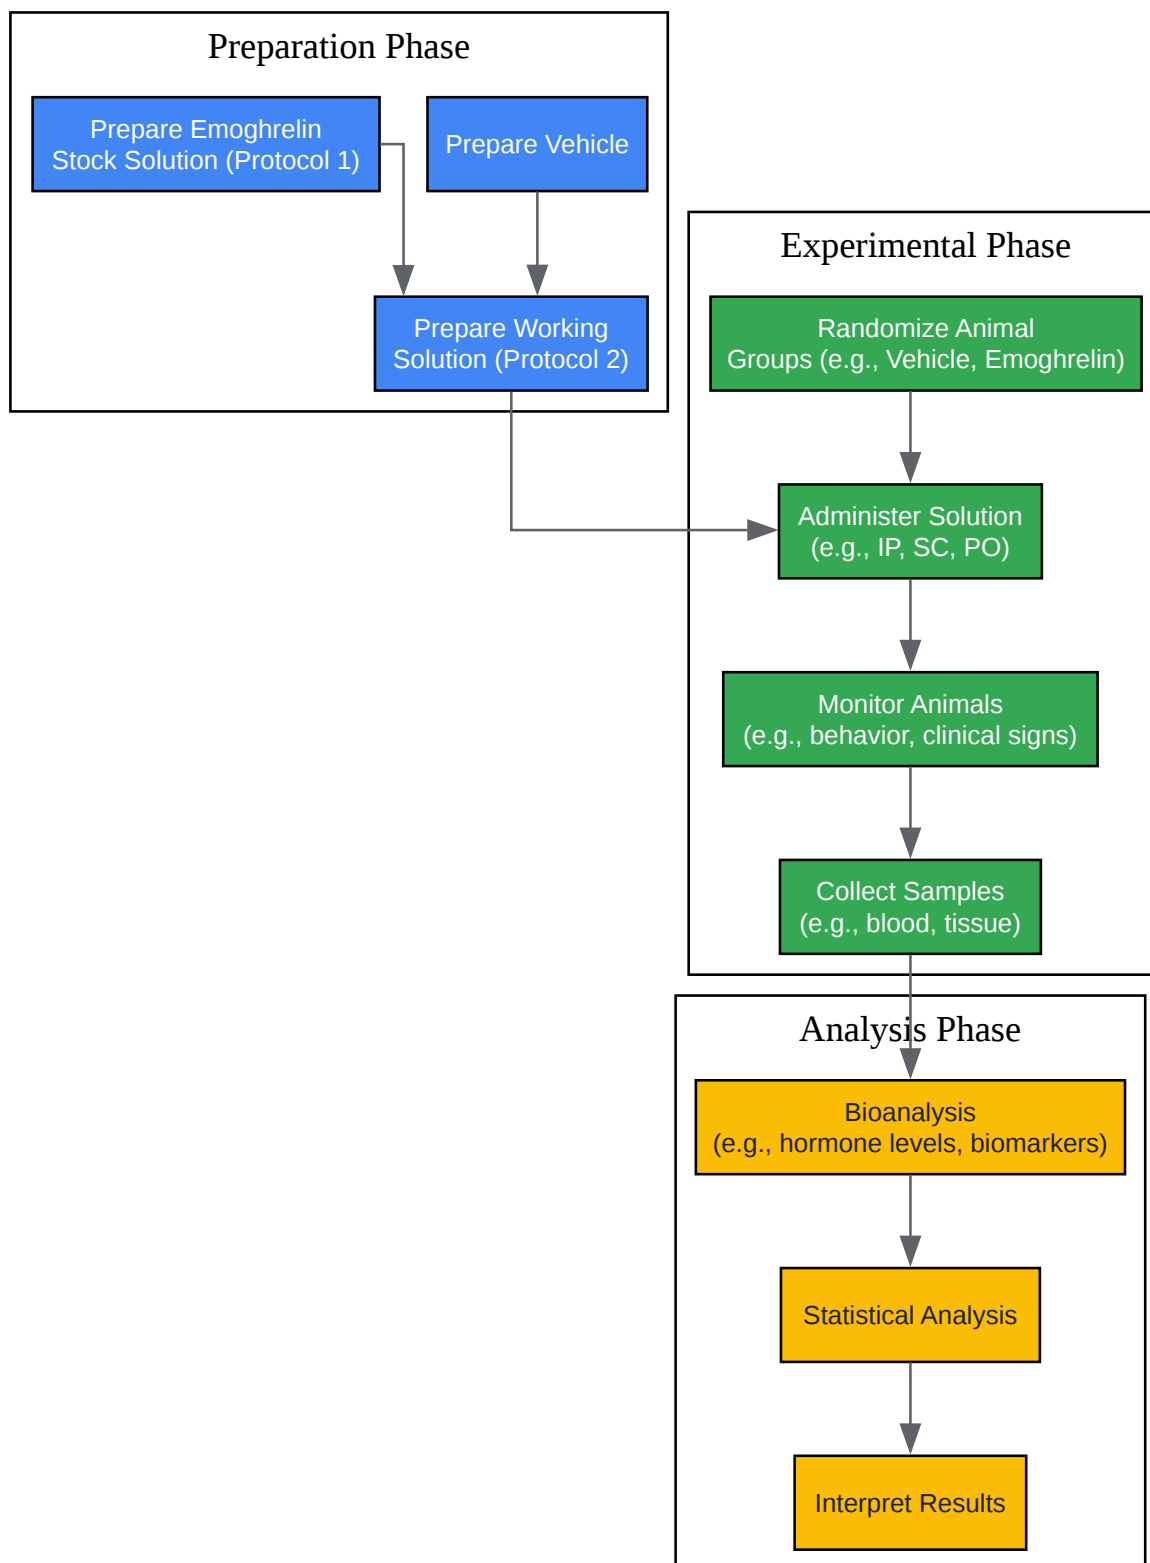 Preparation Phase
Prepare Emoghrelin
Stock Solution (Protocol 1)
Prepare Vehicle
Prepare Working
Solution (Protocol 2)
Experimental Phase
Randomize Animal
Groups (e.g., Vehicle, Emoghrelin)
Administer Solution
(e.g., IP, SC, PO)
Monitor Animals
(e.g., behavior, clinical signs)
Collect Samples
(e.g., blood, tissue)
Analysis Phase
Bioanalysis
(e.g., hormone levels, biomarkers)
Statistical Analysis
Interpret Results